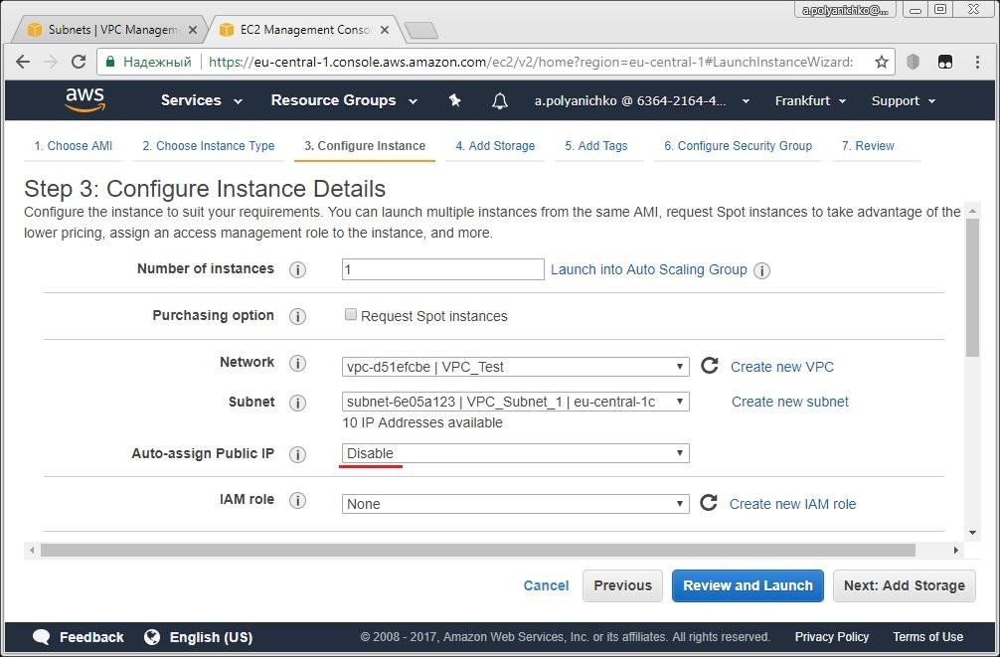 a.polyanichko@...
Subnets | VPC Managem
EC2 Management Conso
Надежный
https://eu-central-1.console.aws.amazon.com/ec2/v2/home?region=eu-central-1#LaunchInstanceWizard:
aws
Services
Resource Groups
a.polyanichko @ 6364-2164-4...
Frankfurt
Support
1. Choose AMI
2. Choose Instance Type
3. Configure Instance
4. Add Storage
5. Add Tags
6. Configure Security Group
7. Review
Step 3: Configure Instance Details
Configure the instance to suit your requirements. You can launch multiple instances from the same AMI, request Spot instances to take advantage of the
lower pricing, assign an access management role to the instance, and more.
Number of instances
1
Launch into Auto Scaling Group
Purchasing option
Request Spot instances
Network
vpc-d51efcbe | VPC_Test
Create new VPC
Subnet
subnet-6e05a123 | VPC_Subnet_1 | eu-central-1c
Create new subnet
10 IP Addresses available
Auto-assign Public IP
Disable
IAM role
None
Create new IAM role
Cancel
Previous
Review and Launch
Next: Add Storage
Feedback
English (US)
© 2008 - 2017, Amazon Web Services, Inc. or its affiliates. All rights reserved.
Privacy Policy
Terms of Use